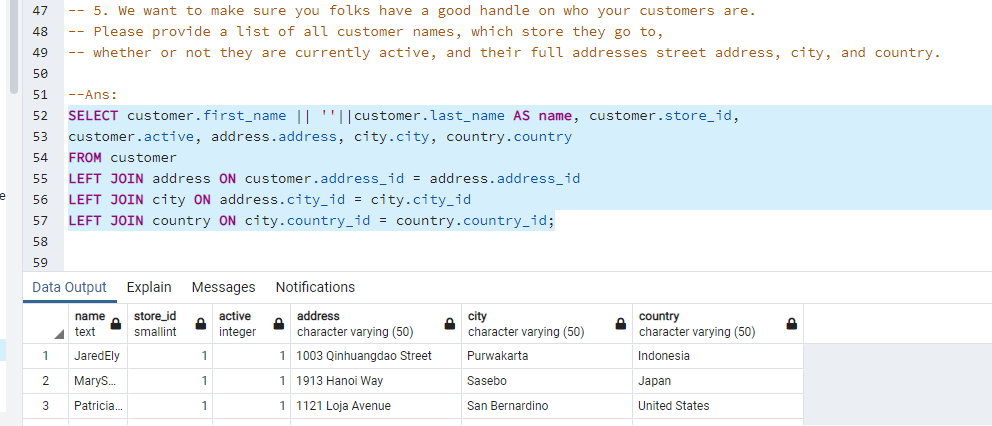 47 -- 5. We want to make sure you folks have a good handle on who your customers are.
48 -- Please provide a list of all customer names, which store they go to,
49 -- whether or not they are currently active, and their full addresses street address, city, and country.
50
51 --Ans:
52 SELECT customer.first_name || ''||customer.last_name AS name, customer.store_id,
53 customer.active, address.address, city.city, country.country
54 FROM customer
55 LEFT JOIN address ON customer.address_id = address.address_id
56 LEFT JOIN city ON address.city_id = city.city_id
57 LEFT JOIN country ON city.country_id = country.country_id;
58
59
e
Data Output Explain Messages Notifications
name store_id active address city country
text smallint integer character varying (50) character varying (50) character varying (50)
1 JaredEly 1 1 1003 Qinhuangdao Street Purwakarta Indonesia
2 MaryS... 1 1 1913 Hanoi Way Sasebo Japan
3 Patricia... 1 1 1121 Loja Avenue San Bernardino United States